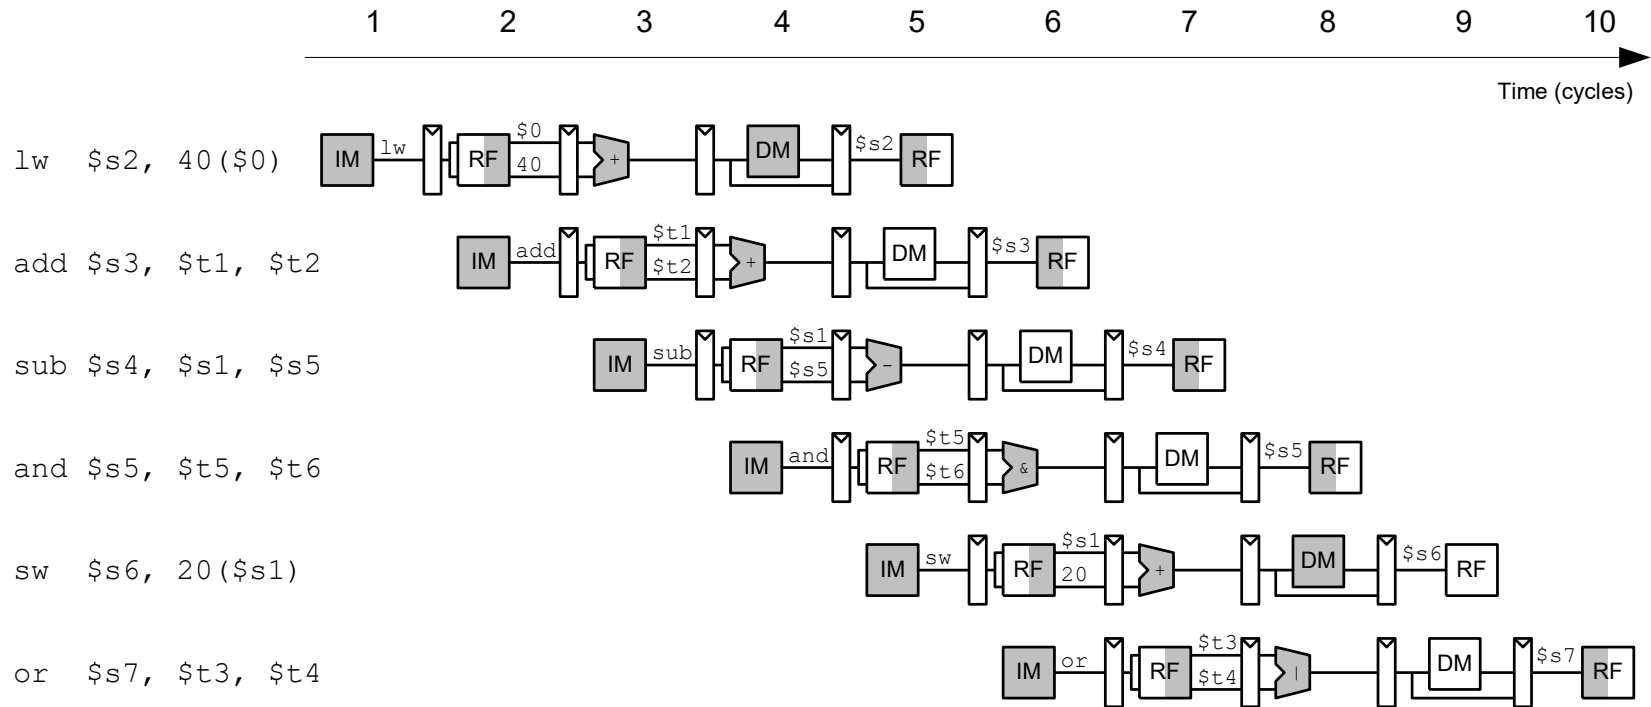 1 2 3 4 5 6 7 8 9 10
Time (cycles)
$0
lw $s2, 40($0) IM lw RF 40 + DM $s2 RF
$t1
add $s3, $t1, $t2 IM add RF $t2 + DM $s3 RF
$s1
sub $s4, $s1, $s5 IM sub RF $s5 - DM $s4 RF
$t5
and $s5, $t5, $t6 IM and RF $t6 & DM $s5 RF
$s1
sw $s6, 20($s1) IM sw RF 20 + DM $s6 RF
$t3
or $s7, $t3, $t4 IM or RF $t4 | DM $s7 RF